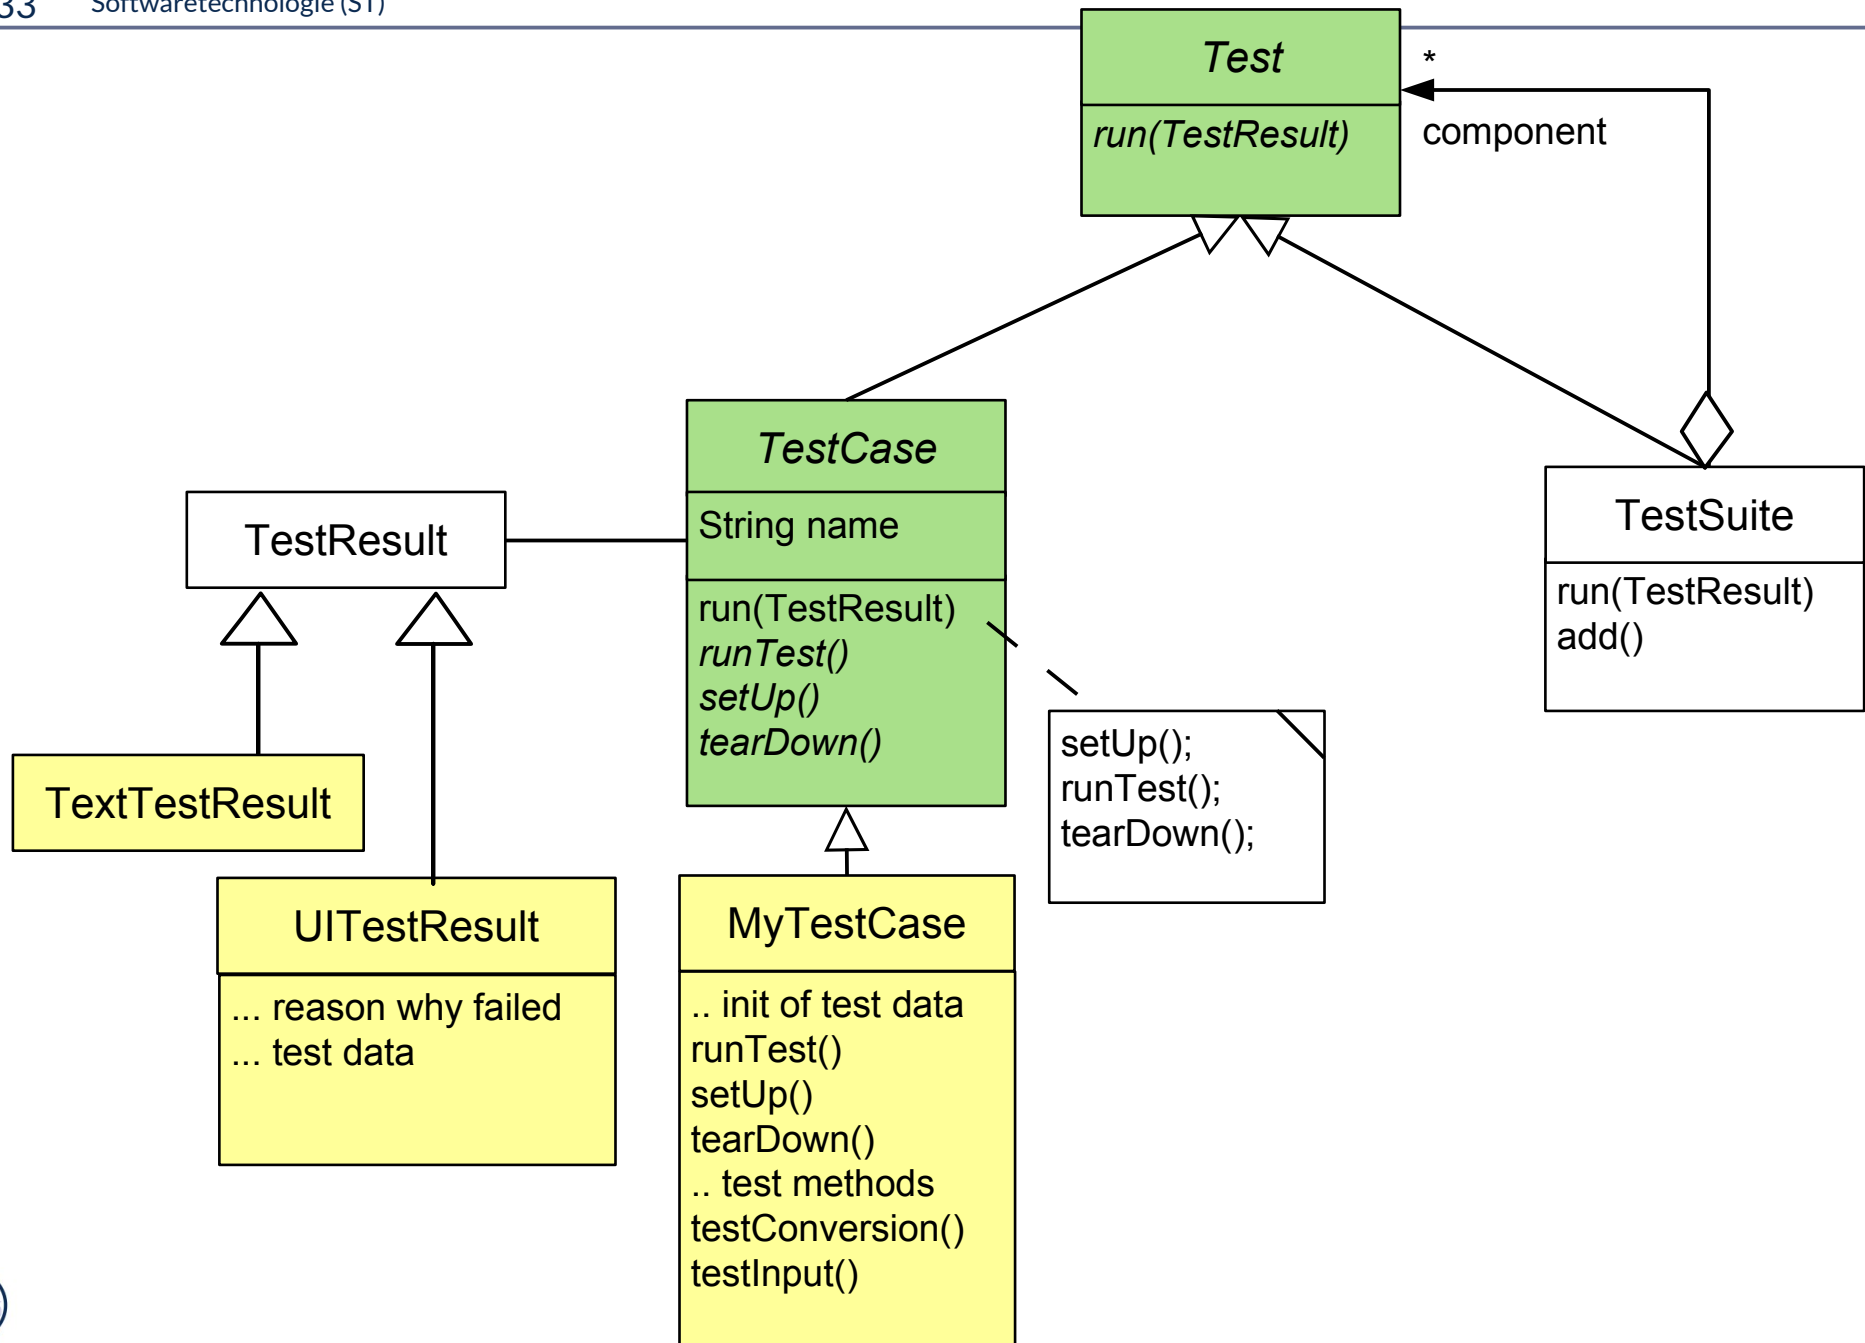 33 Softwaretechnologie (ST)
Test
run(TestResult)
*
component
TestCase
String name
run(TestResult)
runTest()
setUp()
tearDown()
TestResult
TestSuite
run(TestResult)
add()
setUp();
runTest();
tearDown();
TextTestResult
UITestResult
... reason why failed
... test data
MyTestCase
.. init of test data
runTest()
setUp()
tearDown()
.. test methods
testConversion()
testInput()